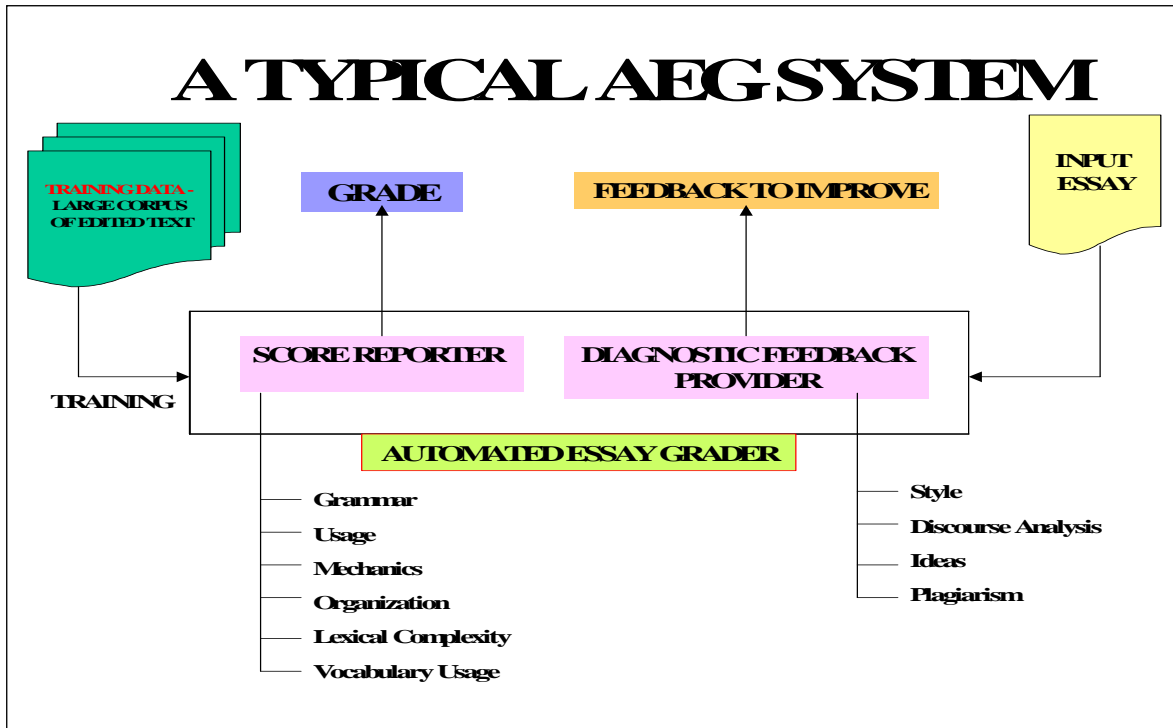 A TYPICAL AEG SYSTEM
TRAINING DATA -
LARGE CORPUS
OF EDITED TEXT
GRADE
FEEDBACK TO IMPROVE
INPUT
ESSAY
SCORE REPORTER
DIAGNOSTIC FEEDBACK
PROVIDER
TRAINING
AUTOMATED ESSAY GRADER
Grammar
Usage
Mechanics
Organization
Lexical Complexity
Vocabulary Usage
Style
Discourse Analysis
Ideas
Plagiarism